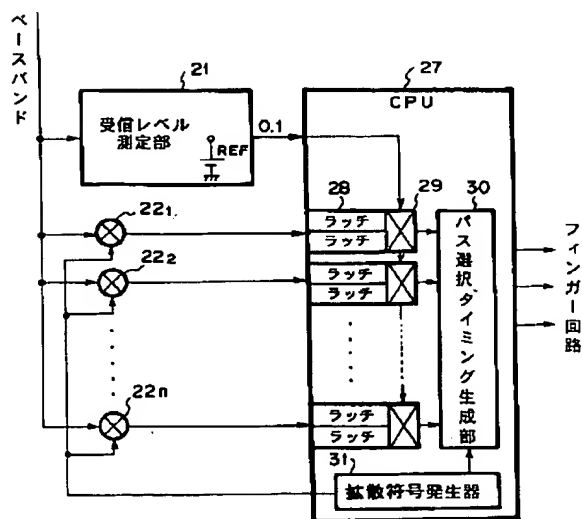 ベースバンド
21
受信レベル
測定部
REF
0.1
27
CPU
28
29
30
ラッチ
ラッチ
ラッチ
ラッチ
ラッチ
ラッチ
22₁
22₂
22n
パス選択、タイミング生成部
31
拡散符号発生器
フィンガー回路